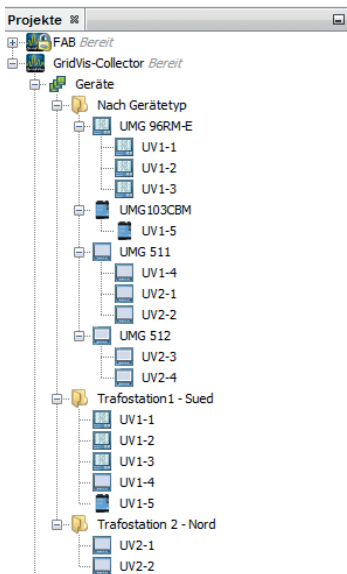 Projekte
FAB Bereit
GridVis-Collector Bereit
Geräte
Nach Gerätetyp
UMG 96RM-E
UV1-1
UV1-2
UV1-3
UMG103CBM
UV1-5
UMG 511
UV1-4
UV2-1
UV2-2
UMG 512
UV2-3
UV2-4
Trafostation1 - Sued
UV1-1
UV1-2
UV1-3
UV1-4
UV1-5
Trafostation 2 - Nord
UV2-1
UV2-2